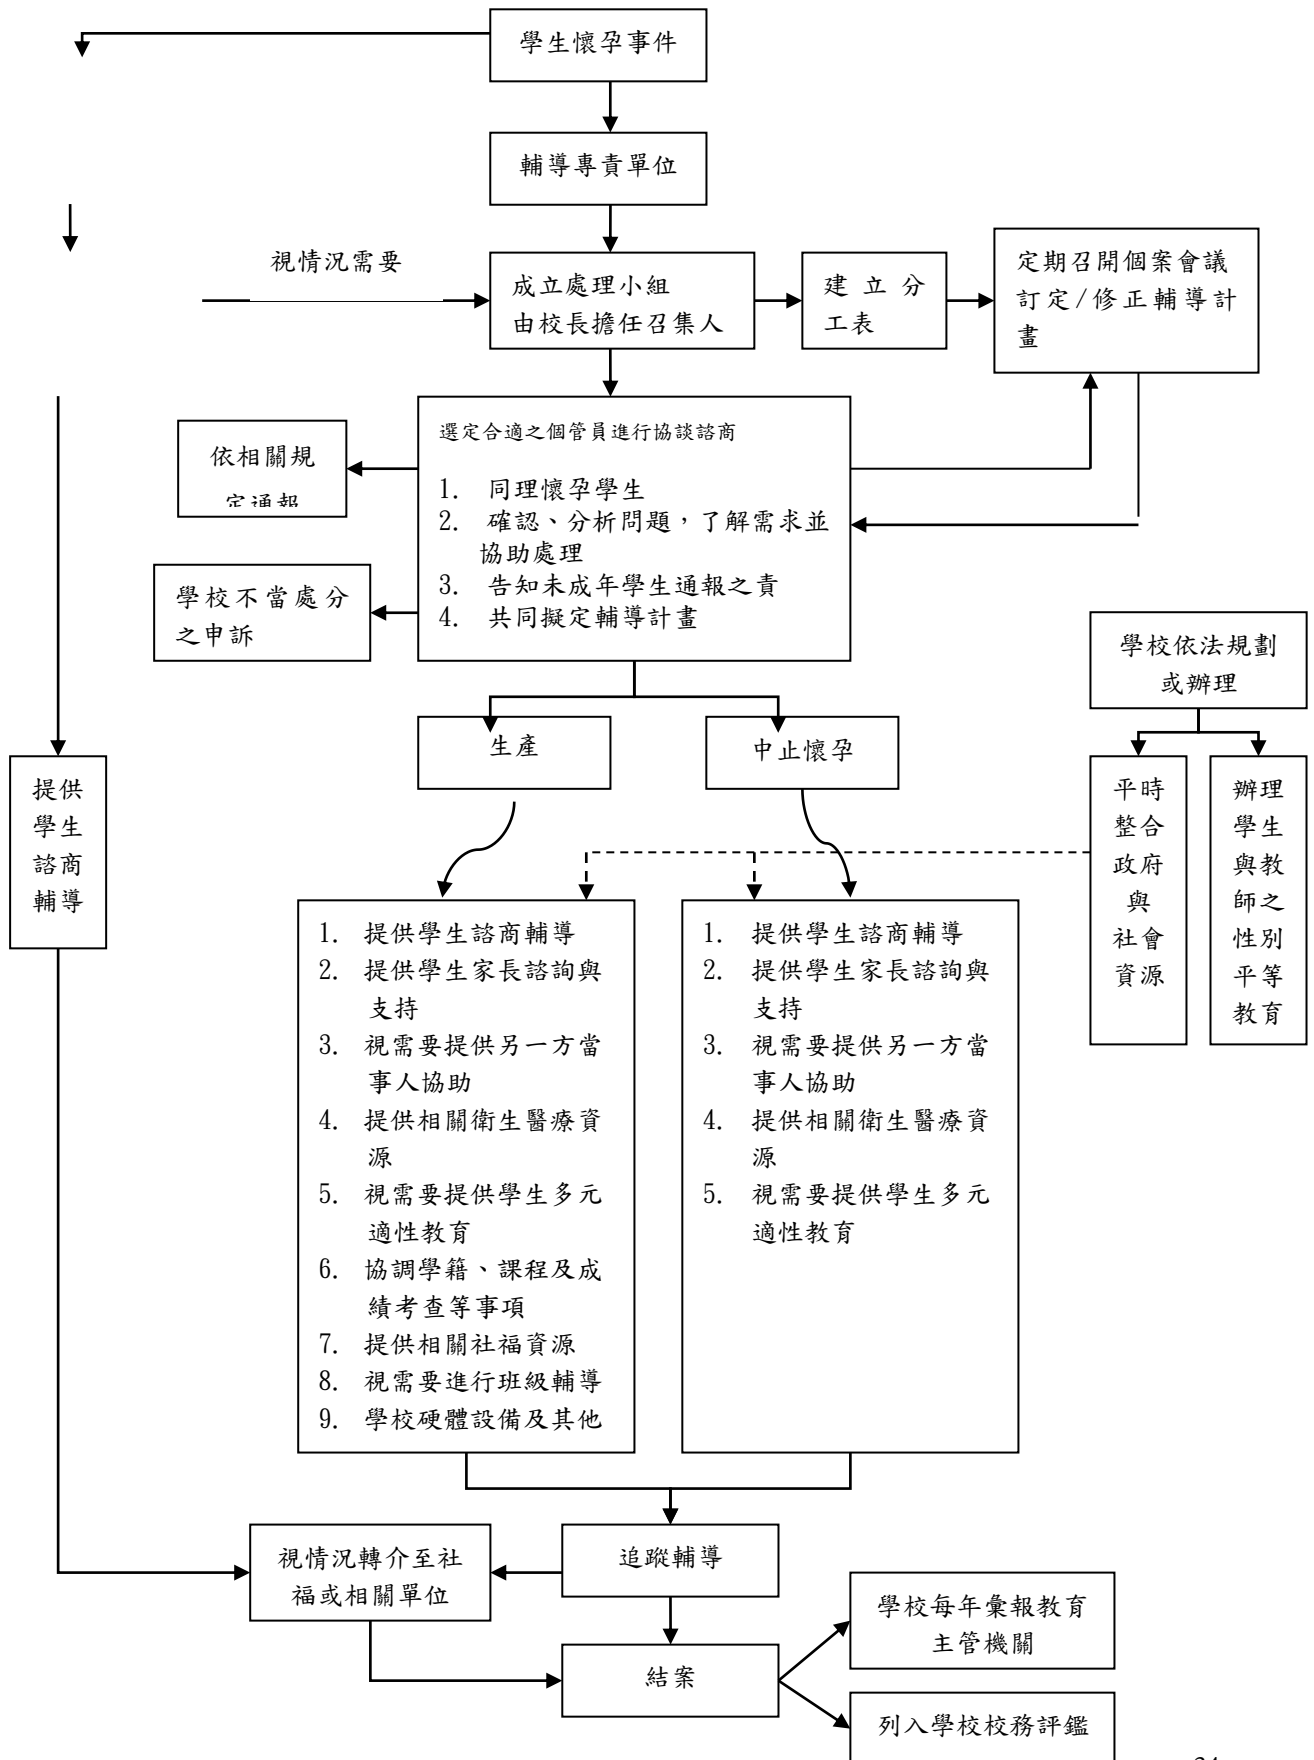 學生懷孕事件
輔導專責單位
視情況需要
成立處理小組
由校長擔任召集人
建立分
工表
定期召開個案會議
訂定/修正輔導計
畫
依相關規
定通報
選定合適之個管員進行協談諮商
1. 同理懷孕學生
2. 確認、分析問題，了解需求並
協助處理
3. 告知未成年學生通報之責
4. 共同擬定輔導計畫
學校不當處分
之申訴
學校依法規劃
或辦理
生產
中止懷孕
提供
學生
諮商
輔導
平時
整合
政府
與
社會
資源
辦理
學生
與教
師之
性別
平等
教育
1. 提供學生諮商輔導
2. 提供學生家長諮詢與
支持
3. 視需要提供另一方當
事人協助
4. 提供相關衛生醫療資
源
5. 視需要提供學生多元
適性教育
6. 協調學籍、課程及成
績考查等事項
7. 提供相關社福資源
8. 視需要進行班級輔導
9. 學校硬體設備及其他
1. 提供學生諮商輔導
2. 提供學生家長諮詢與
支持
3. 視需要提供另一方當
事人協助
4. 提供相關衛生醫療資
源
5. 視需要提供學生多元
適性教育
視情況轉介至社
福或相關單位
追蹤輔導
結案
學校每年彙報教育
主管機關
列入學校校務評鑑